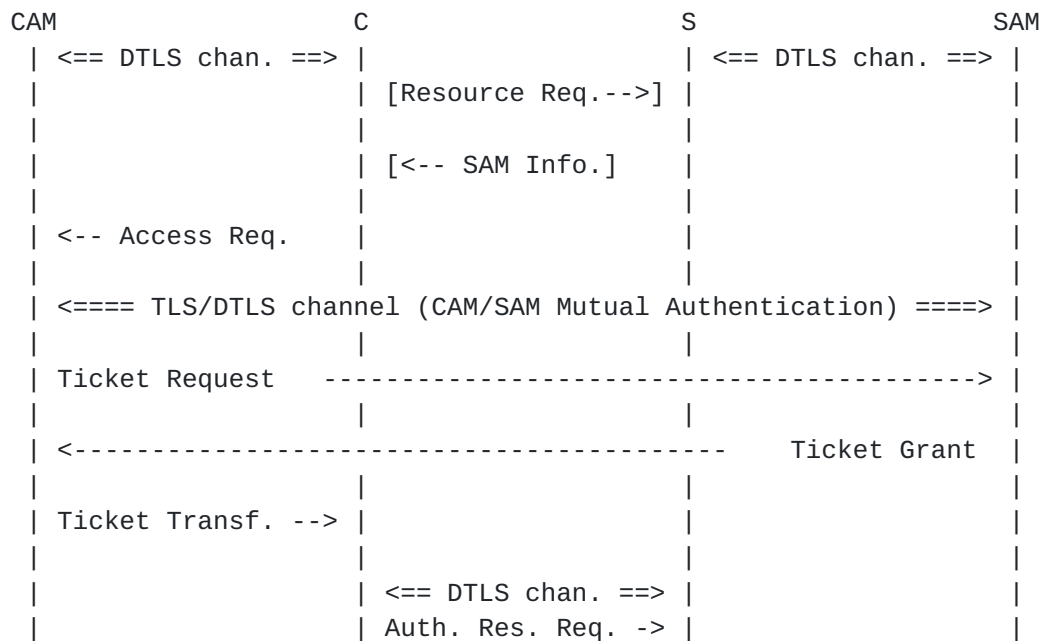 CAM                   C                    S                   SAM
 | <== DTLS chan. ==> |                    | <== DTLS chan. ==> |
 |                    | [Resource Req.-->] |                    |
 |                    |                    |                    |
 |                    | [<-- SAM Info.]    |                    |
 |                    |                    |                    |
 | <-- Access Req.    |                    |                    |
 |                    |                    |                    |
 | <==== TLS/DTLS channel (CAM/SAM Mutual Authentication) ====> |
 |                    |                    |                    |
 | Ticket Request   ------------------------------------------> |
 |                    |                    |                    |
 | <------------------------------------------    Ticket Grant  |
 |                    |                    |                    |
 | Ticket Transf. --> |                    |                    |
 |                    |                    |                    |
 |                    | <== DTLS chan. ==> |                    |
 |                    | Auth. Res. Req. -> |                    |